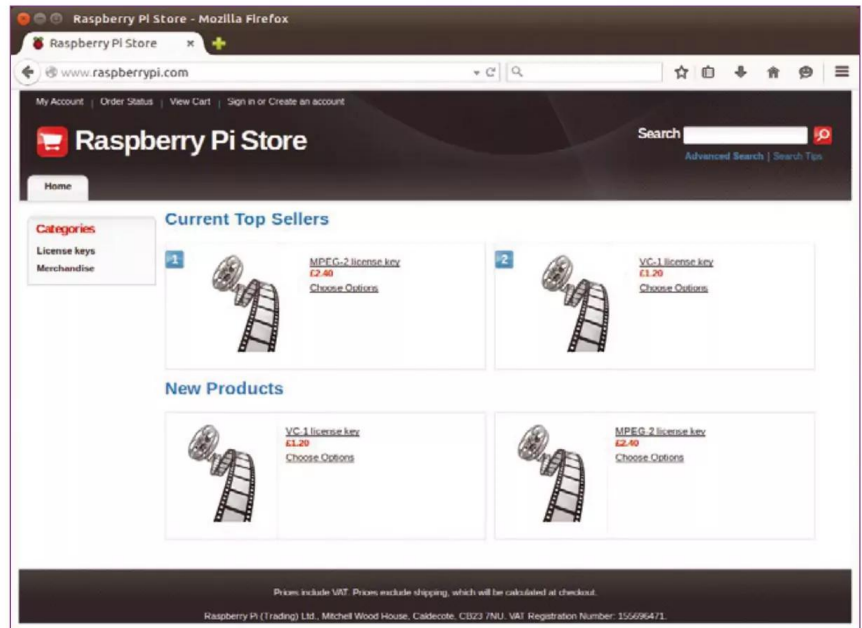 Raspberry Pi Store - Mozilla Firefox
Raspberry Pi Store
www.raspberrypi.com
My Account | Order Status | View Cart | Sign in or Create an account
Raspberry Pi Store
Search
Advanced Search | Search Tips
Home
Categories
License keys
Merchandise
Current Top Sellers
1
MPEG-2 license key
£2.40
Choose Options
2
VC-1 license key
£1.20
Choose Options
New Products
VC-1 license key
£1.20
Choose Options
MPEG-2 license key
£2.40
Choose Options
Prices include VAT. Prices exclude shipping, which will be calculated at checkout.
Raspberry Pi (Trading) Ltd., Mitchell Wood House, Caldecote, CB23 7NU. VAT Registration Number: 155696471.